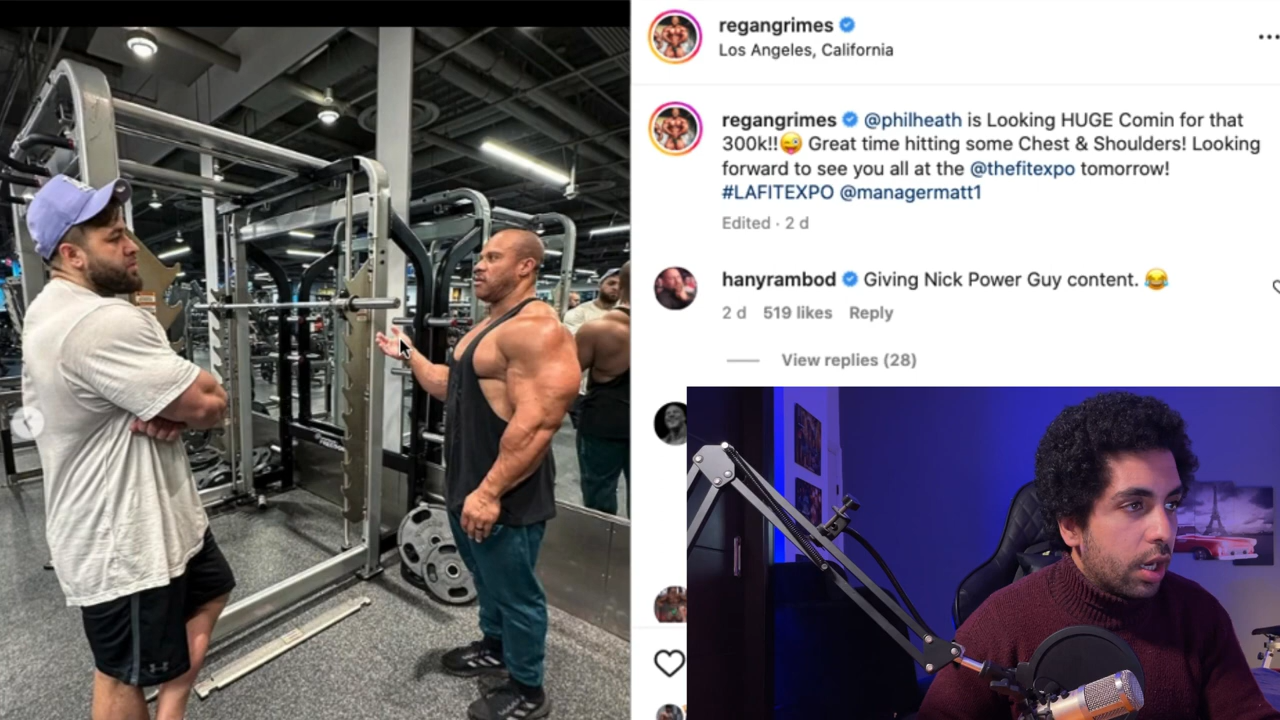 regangrimes
Los Angeles, California
regangrimes @philheath is Looking HUGE Comin for that
300k!!😜 Great time hitting some Chest & Shoulders! Looking
forward to see you all at the @thefitexpo tomorrow!
#LAFITEXPO @managermatt1
Edited · 2 d
hanyrambod Giving Nick Power Guy content. 😂
2 d 519 likes Reply
View replies (28)